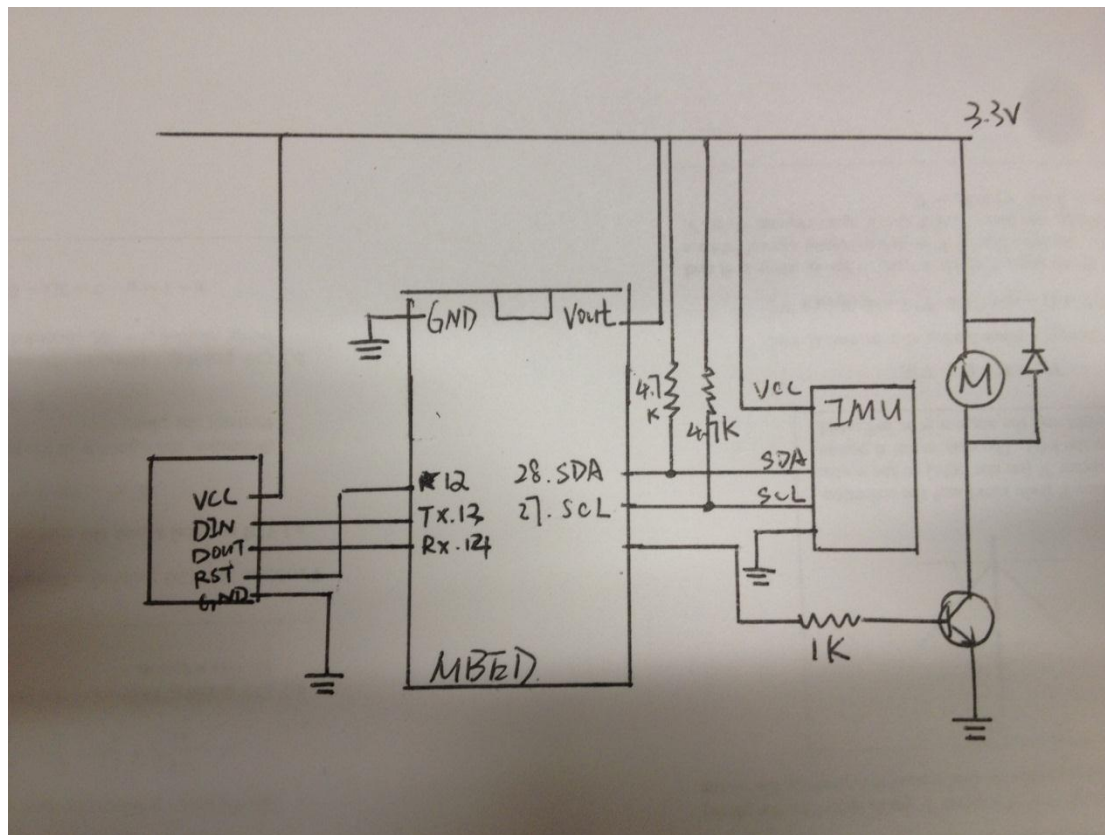 3.3V
GND
Vout
4.7
K
4.7K
VCC
IMU
M
12
28.SDA
SDA
VCC
27.SCL
SCL
DIN
Tx.13
DOUT
Rx.14
RST
GND
1K
MBED